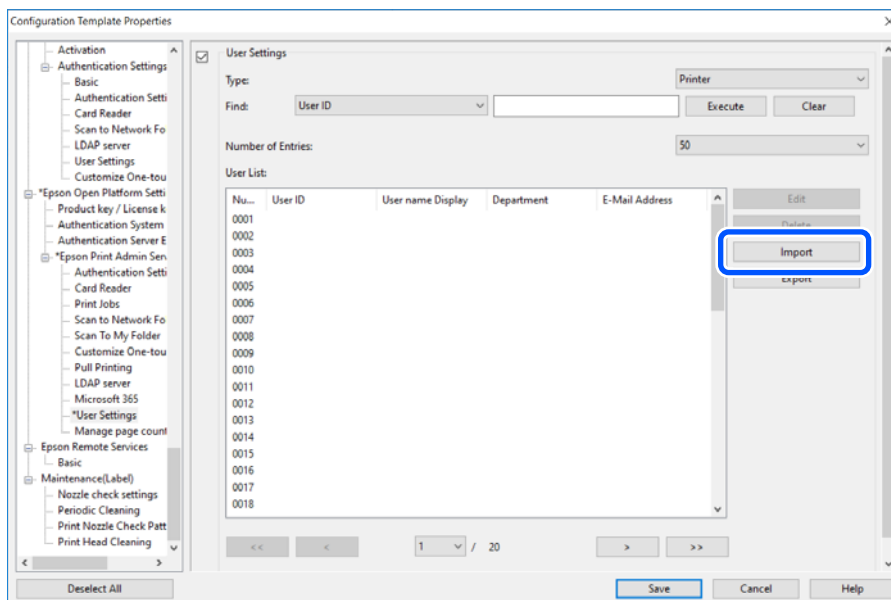 Configuration Template Properties
Activation
Authentication Settings
Basic
Authentication Setti
Card Reader
Scan to Network Fo
LDAP server
User Settings
Customize One-tou
*Epson Open Platform Setti
Product key / License k
Authentication System
Authentication Server E
*Epson Print Admin Serv
Authentication Setti
Card Reader
Print Jobs
Scan to Network Fo
Scan To My Folder
Customize One-tou
Pull Printing
LDAP server
Microsoft 365
*User Settings
Manage page count
Epson Remote Services
Basic
Maintenance(Label)
Nozzle check settings
Periodic Cleaning
Print Nozzle Check Patt
Print Head Cleaning
Deselect All
User Settings
Type: Printer
Find: User ID Execute Clear
Number of Entries: 50
User List:
Nu... User ID User name Display Department E-Mail Address
0001
0002
0003
0004
0005
0006
0007
0008
0009
0010
0011
0012
0013
0014
0015
0016
0017
0018
Edit
Delete
Import
Export
<< < 1 / 20 > >>
Save Cancel Help